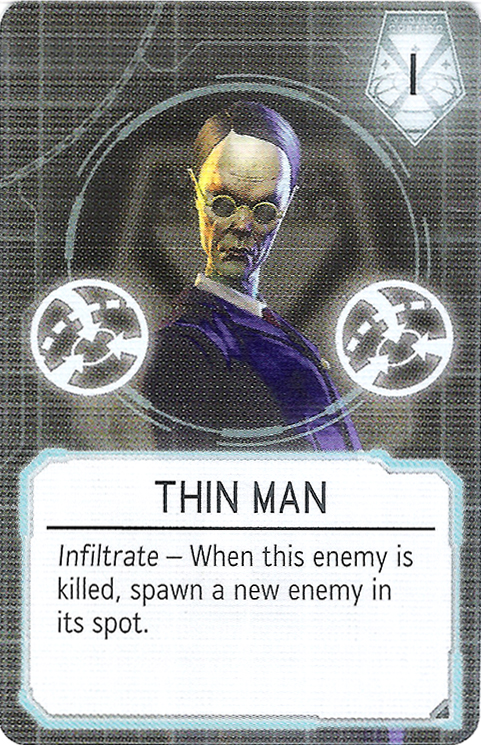 I
THIN MAN
Infiltrate – When this enemy is
killed, spawn a new enemy in
its spot.